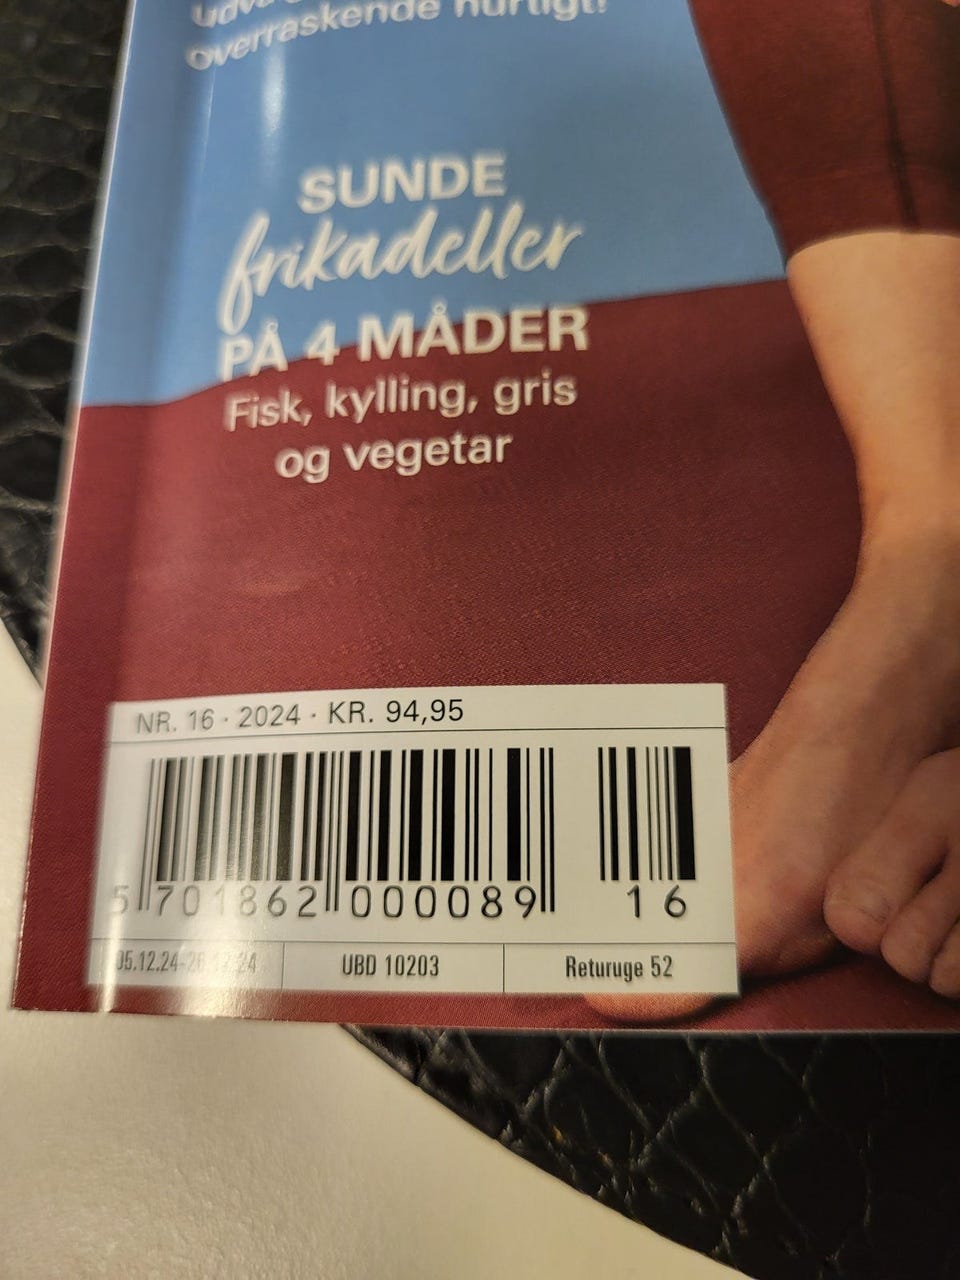 overraskende hurtigt!
SUNDE
frikadeller
PÅ 4 MÅDER
Fisk, kylling, gris
og vegetar
NR. 16 · 2024 · KR. 94,95
5 701862 000089 16
UBD 10203
Returuge 52